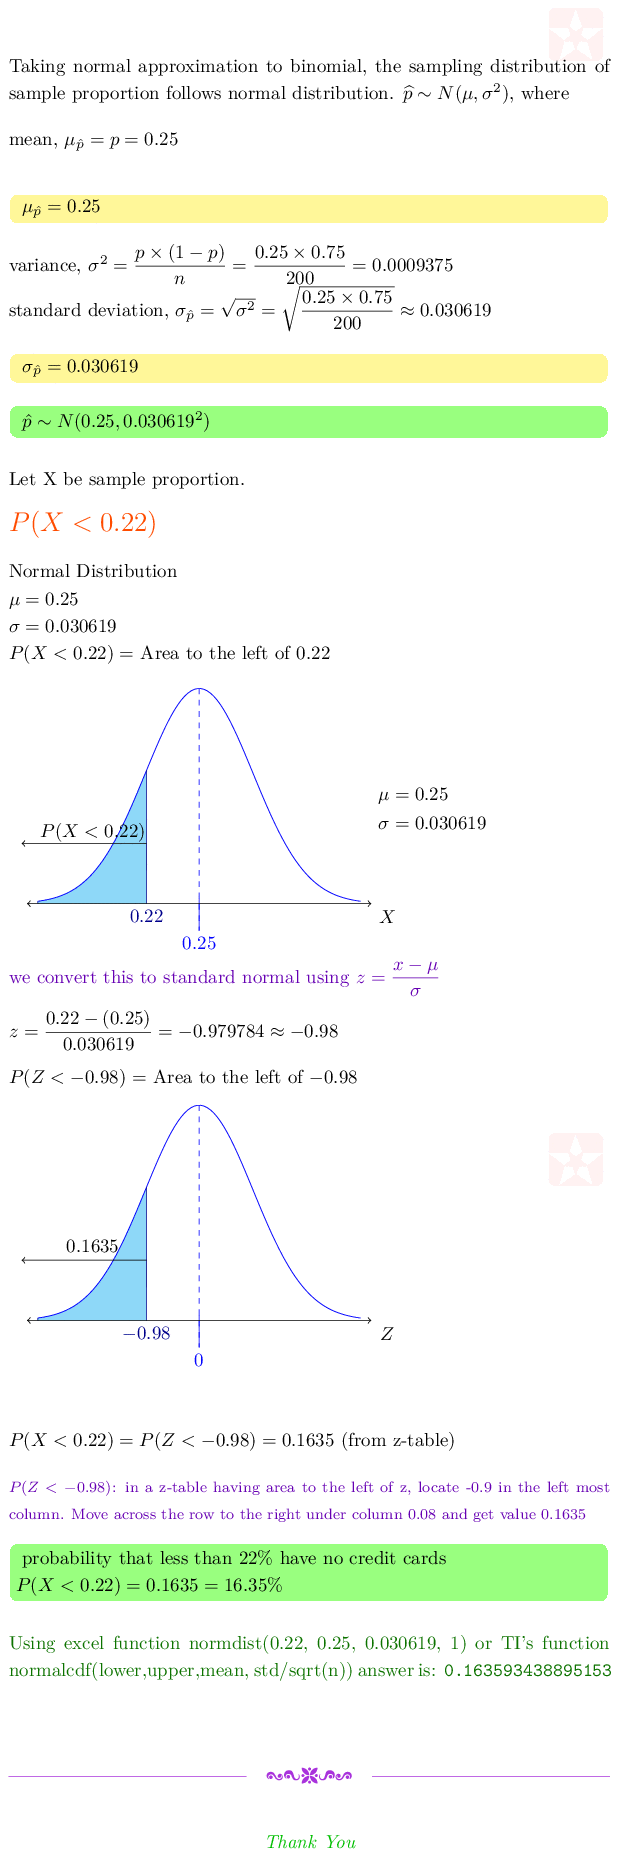 Taking normal approximation to binomial, the sampling distribution of
sample proportion follows normal distribution. p̂ ∼ N(μ, σ²), where
mean, μ_p̂ = p = 0.25
μ_p̂ = 0.25
variance, σ² = p × (1 − p)/n = 0.25 × 0.75/200 = 0.0009375
standard deviation, σ_p̂ = √σ² = √(0.25 × 0.75/200) ≈ 0.030619
σ_p̂ = 0.030619
p̂ ∼ N(0.25, 0.030619²)
Let X be sample proportion.
P(X < 0.22)
Normal Distribution
μ = 0.25
σ = 0.030619
P(X < 0.22) = Area to the left of 0.22
μ = 0.25
σ = 0.030619
P(X < 0.22)
0.22
X
0.25
we convert this to standard normal using z = x − μ/σ
z = 0.22 − (0.25)/0.030619 = −0.979784 ≈ −0.98
P(Z < −0.98) = Area to the left of −0.98
0.1635
−0.98
Z
0
P(X < 0.22) = P(Z < −0.98) = 0.1635 (from z-table)
P(Z < −0.98): in a z-table having area to the left of z, locate -0.9 in the left most
column. Move across the row to the right under column 0.08 and get value 0.1635
probability that less than 22% have no credit cards
P(X < 0.22) = 0.1635 = 16.35%
Using excel function normdist(0.22, 0.25, 0.030619, 1) or TI's function
normalcdf(lower,upper,mean, std/sqrt(n)) answer is: 0.163593438895153
Thank You